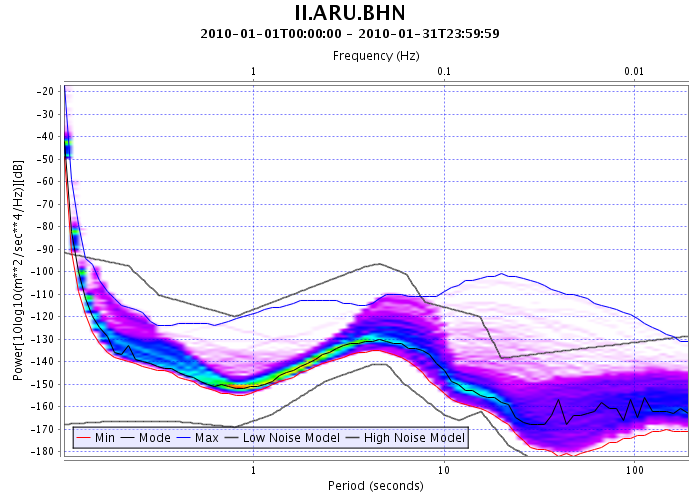 II.ARU.BHN
2010-01-01T00:00:00 - 2010-01-31T23:59:59
Frequency (Hz)
1 0.1 0.01
Power[10log10(m**2/sec**4/Hz)][dB]
-20
-30
-40
-50
-60
-70
-80
-90
-100
-110
-120
-130
-140
-150
-160
-170
-180
Min Mode Max Low Noise Model High Noise Model
1 10 100
Period (seconds)